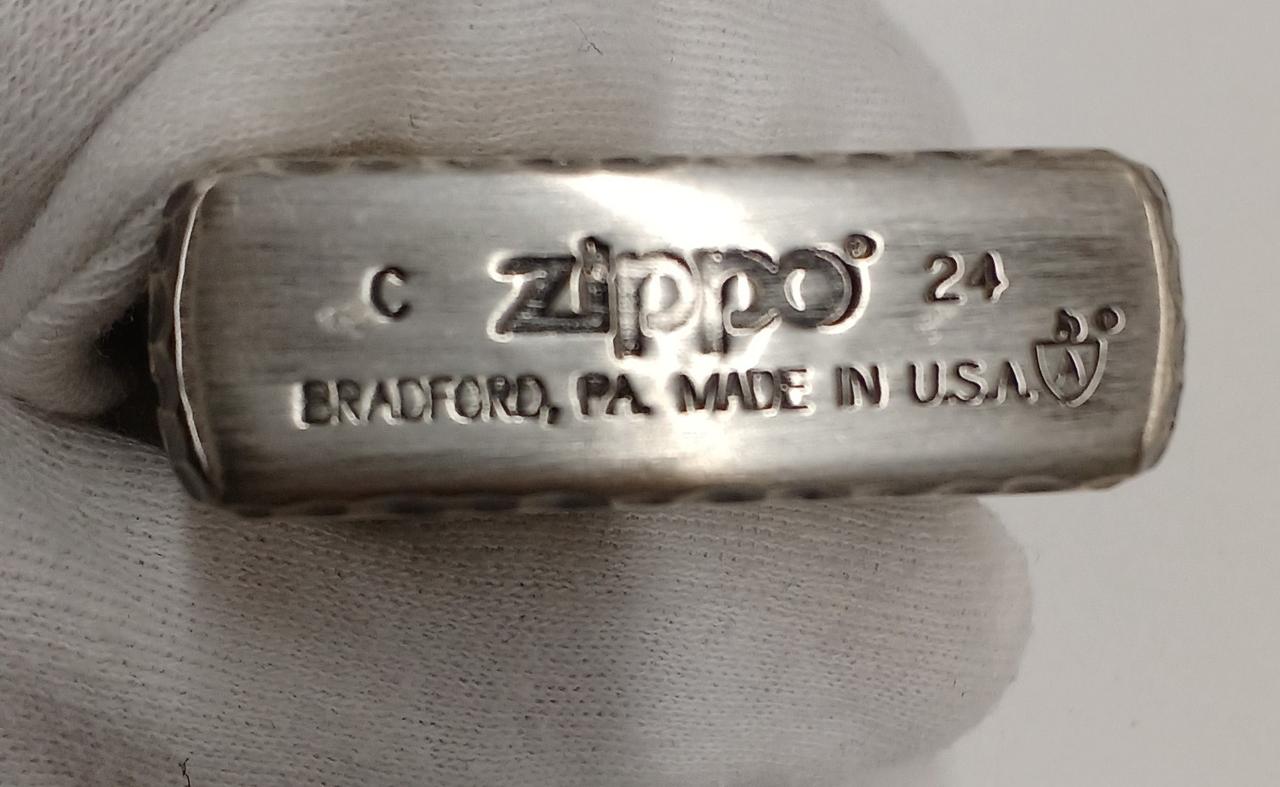 C zippo® 24
BRADFORD, PA. MADE IN U.S.A.
A